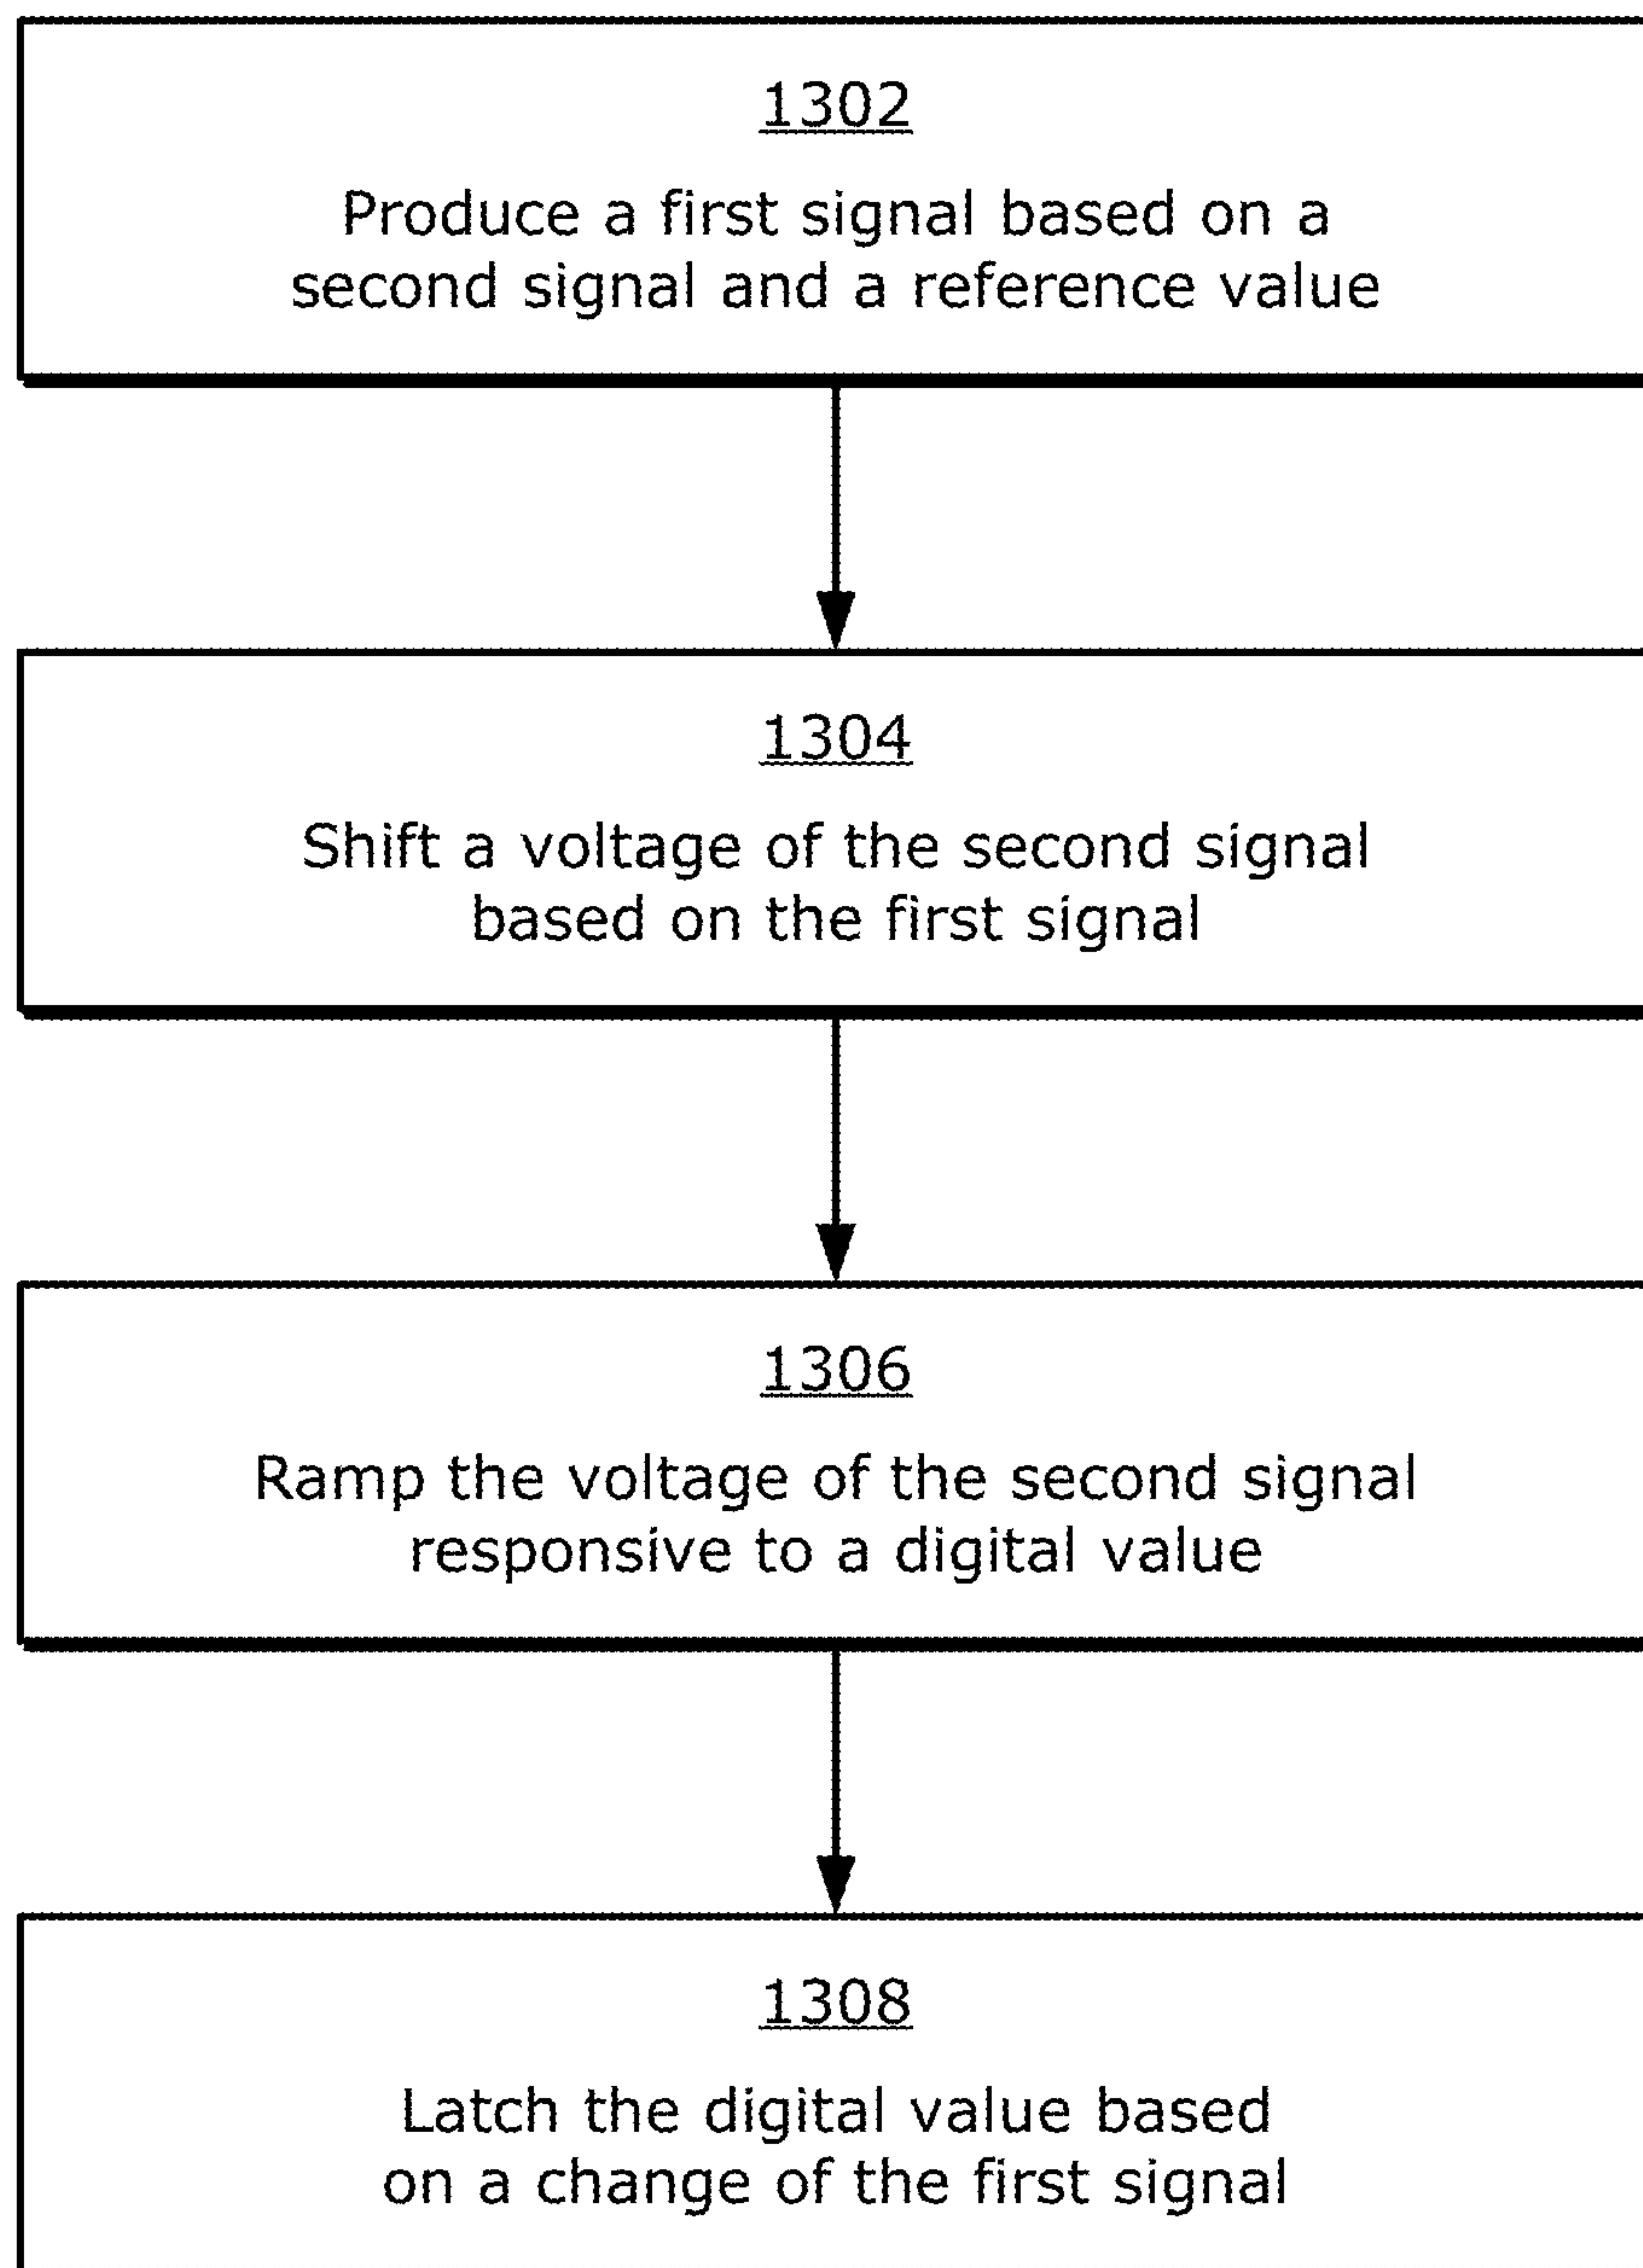 1302
Produce a first signal based on a
second signal and a reference value
1304
Shift a voltage of the second signal
based on the first signal
1306
Ramp the voltage of the second signal
responsive to a digital value
1308
Latch the digital value based
on a change of the first signal